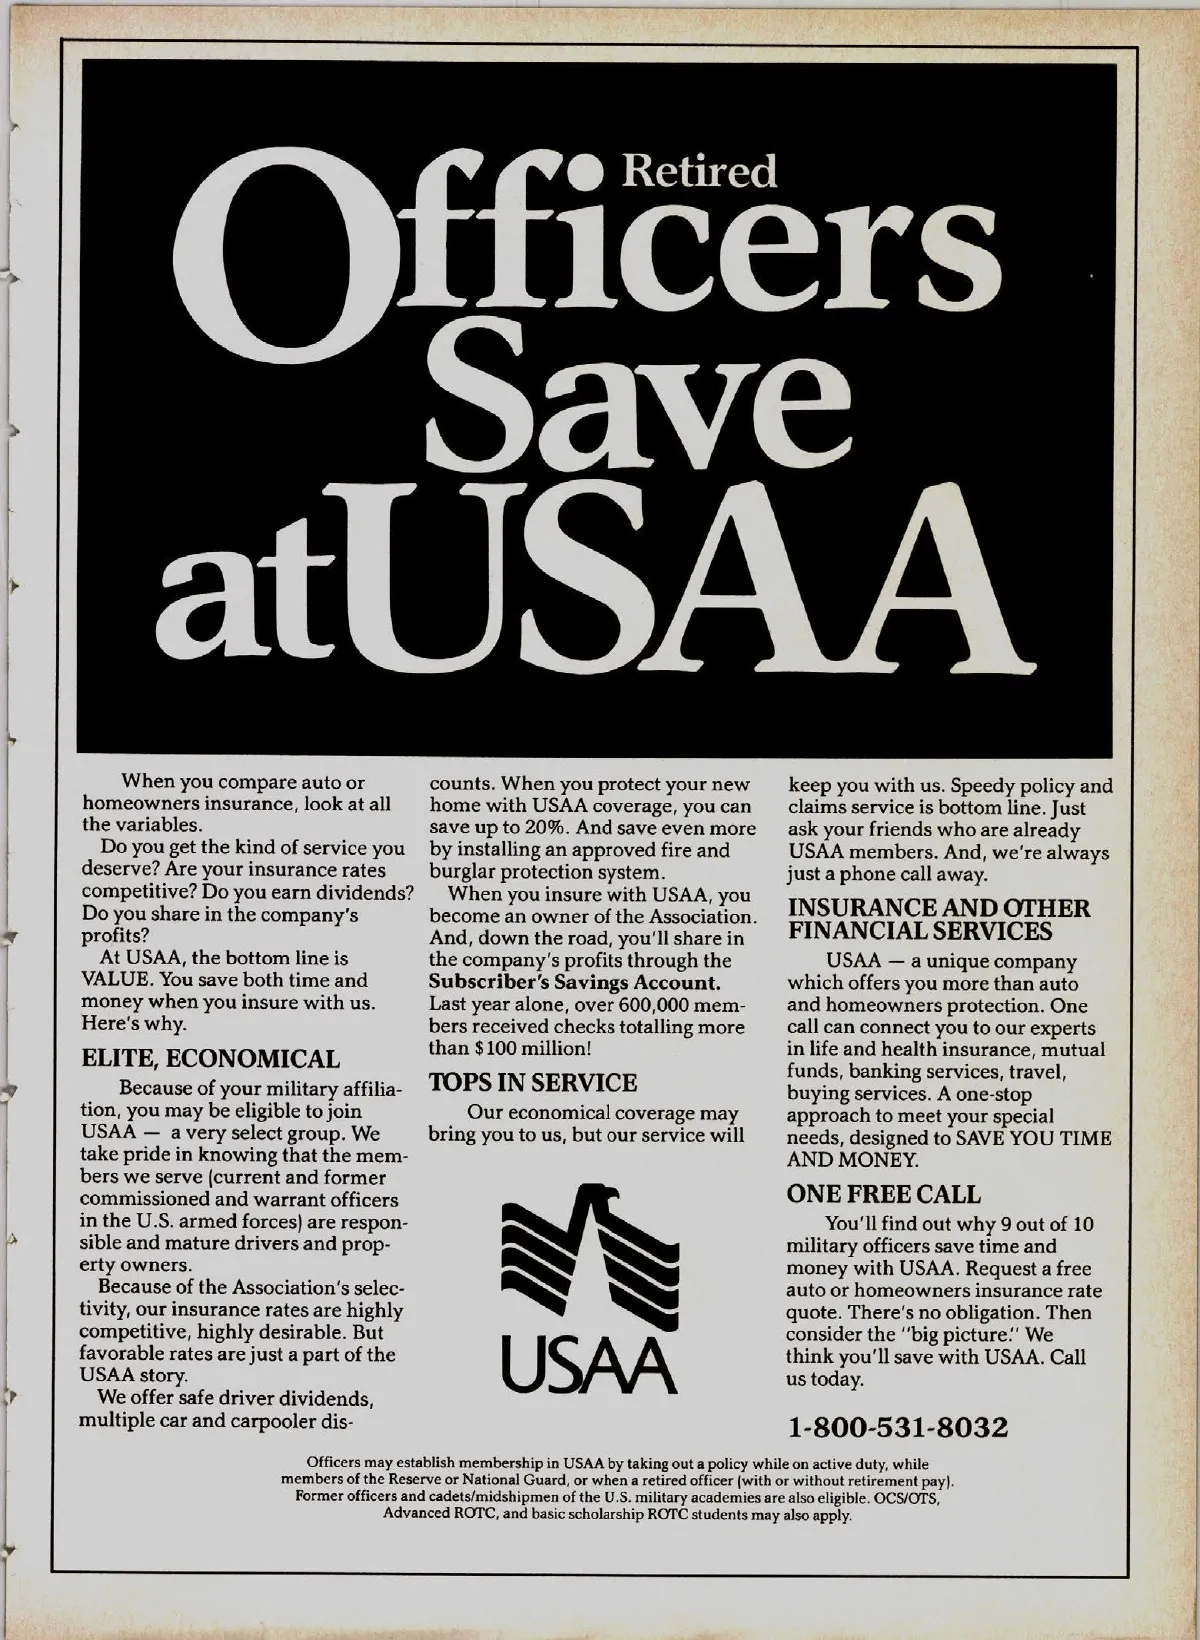 Retired
Officers
Save
at USAA
When you compare auto or
homeowners insurance, look at all
the variables.
Do you get the kind of service you
deserve? Are your insurance rates
competitive? Do you earn dividends?
Do you share in the company's
profits?
At USAA, the bottom line is
VALUE. You save both time and
money when you insure with us.
Here's why.
ELITE, ECONOMICAL
Because of your military affilia-
tion, you may be eligible to join
USAA — a very select group. We
take pride in knowing that the mem-
bers we serve (current and former
commissioned and warrant officers
in the U.S. armed forces) are respon-
sible and mature drivers and prop-
erty owners.
Because of the Association's selec-
tivity, our insurance rates are highly
competitive, highly desirable. But
favorable rates are just a part of the
USAA story.
We offer safe driver dividends,
multiple car and carpooler dis-
counts. When you protect your new
home with USAA coverage, you can
save up to 20%. And save even more
by installing an approved fire and
burglar protection system.
When you insure with USAA, you
become an owner of the Association.
And, down the road, you'll share in
the company's profits through the
Subscriber's Savings Account.
Last year alone, over 600,000 mem-
bers received checks totalling more
than $100 million!
TOPS IN SERVICE
Our economical coverage may
bring you to us, but our service will
USAA
keep you with us. Speedy policy and
claims service is bottom line. Just
ask your friends who are already
USAA members. And, we're always
just a phone call away.
INSURANCE AND OTHER
FINANCIAL SERVICES
USAA — a unique company
which offers you more than auto
and homeowners protection. One
call can connect you to our experts
in life and health insurance, mutual
funds, banking services, travel,
buying services. A one-stop
approach to meet your special
needs, designed to SAVE YOU TIME
AND MONEY.
ONE FREE CALL
You'll find out why 9 out of 10
military officers save time and
money with USAA. Request a free
auto or homeowners insurance rate
quote. There's no obligation. Then
consider the "big picture." We
think you'll save with USAA. Call
us today.
1-800-531-8032
Officers may establish membership in USAA by taking out a policy while on active duty, while
members of the Reserve or National Guard, or when a retired officer (with or without retirement pay).
Former officers and cadets/midshipmen of the U.S. military academies are also eligible. OCS/OTS,
Advanced ROTC, and basic scholarship ROTC students may also apply.